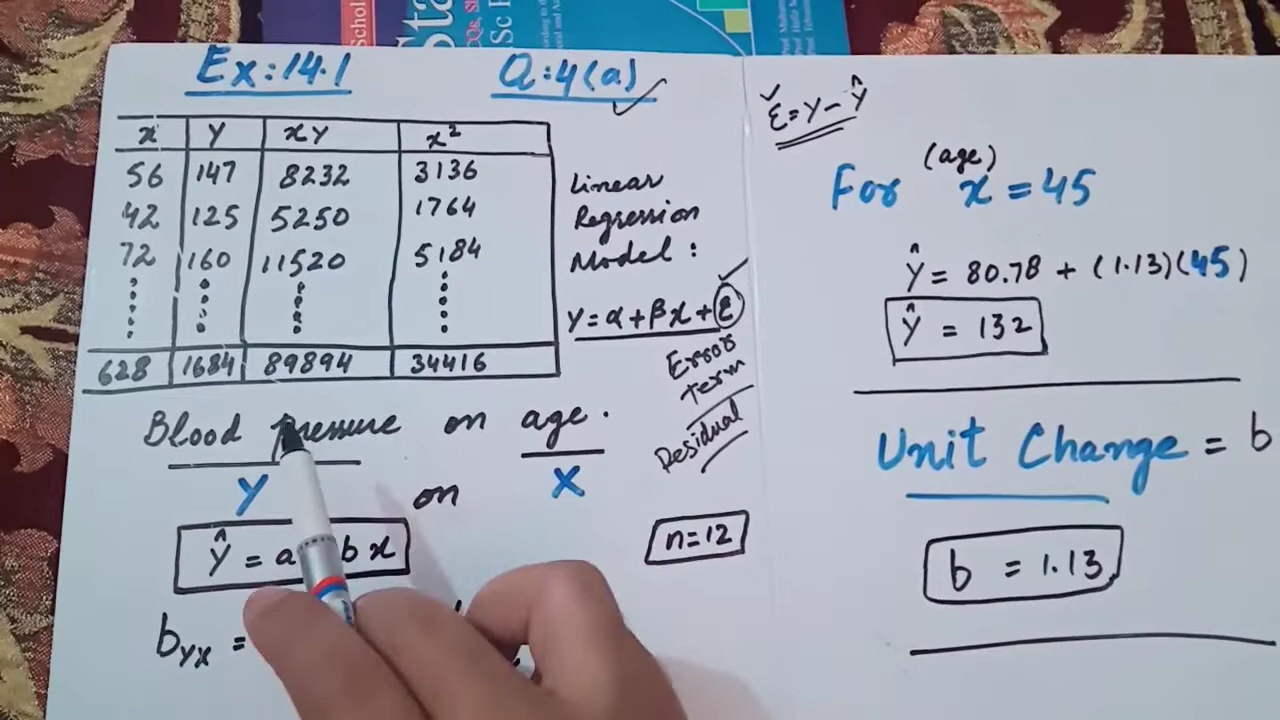 Ex:14.1
Q:4(a)
x Y xY x²
56 147 8232 3136
42 125 5250 1764
72 160 11520 5184
628 1684 89894 34416
Linear
Regression
Model:
Y=α+βx+ε
Error
term
Residual
Blood Pressure on age.
Y on X
Ŷ = a bx
n=12
bYX =
ε=Y-Ŷ
(age)
For x=45
Ŷ = 80.78 + (1.13)(45)
Ŷ = 132
Unit Change = b
b = 1.13